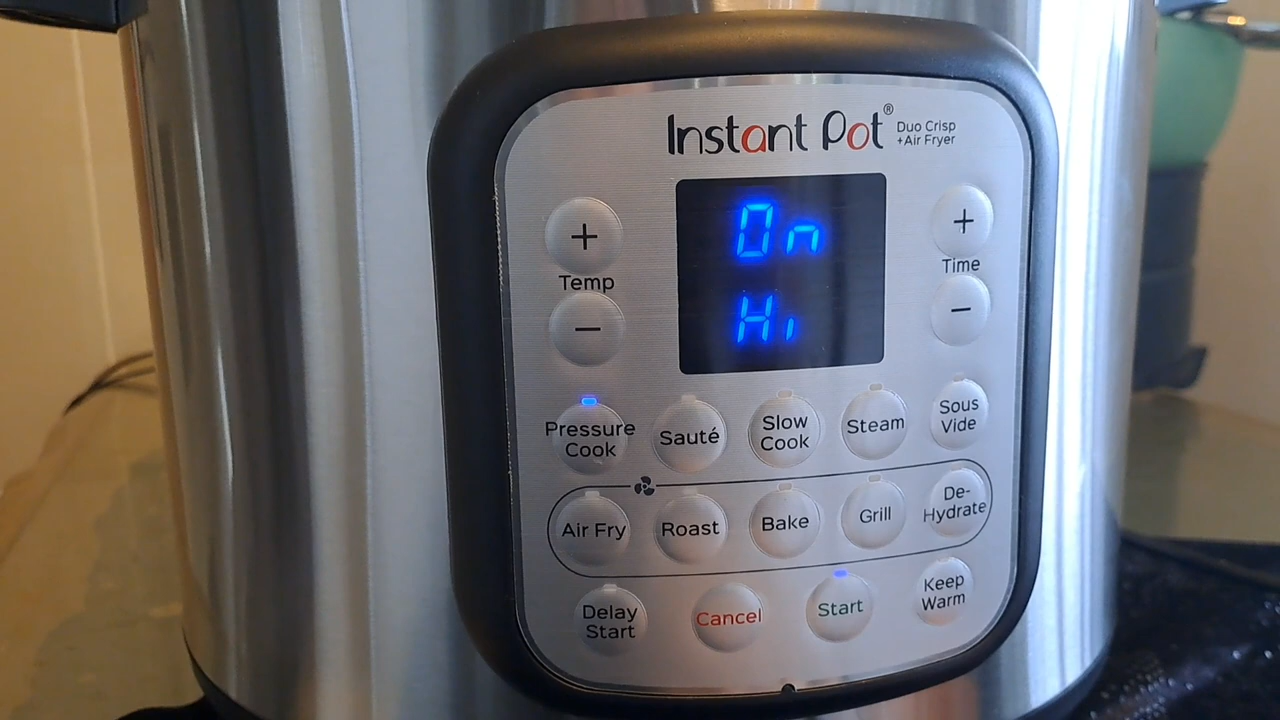 Instant Pot®
Duo Crisp
+Air Fryer
On
Hi
+
Temp
−
+
Time
−
Pressure
Cook
Sauté
Slow
Cook
Steam
Sous
Vide
Air Fry
Roast
Bake
Grill
De-
Hydrate
Delay
Start
Cancel
Start
Keep
Warm